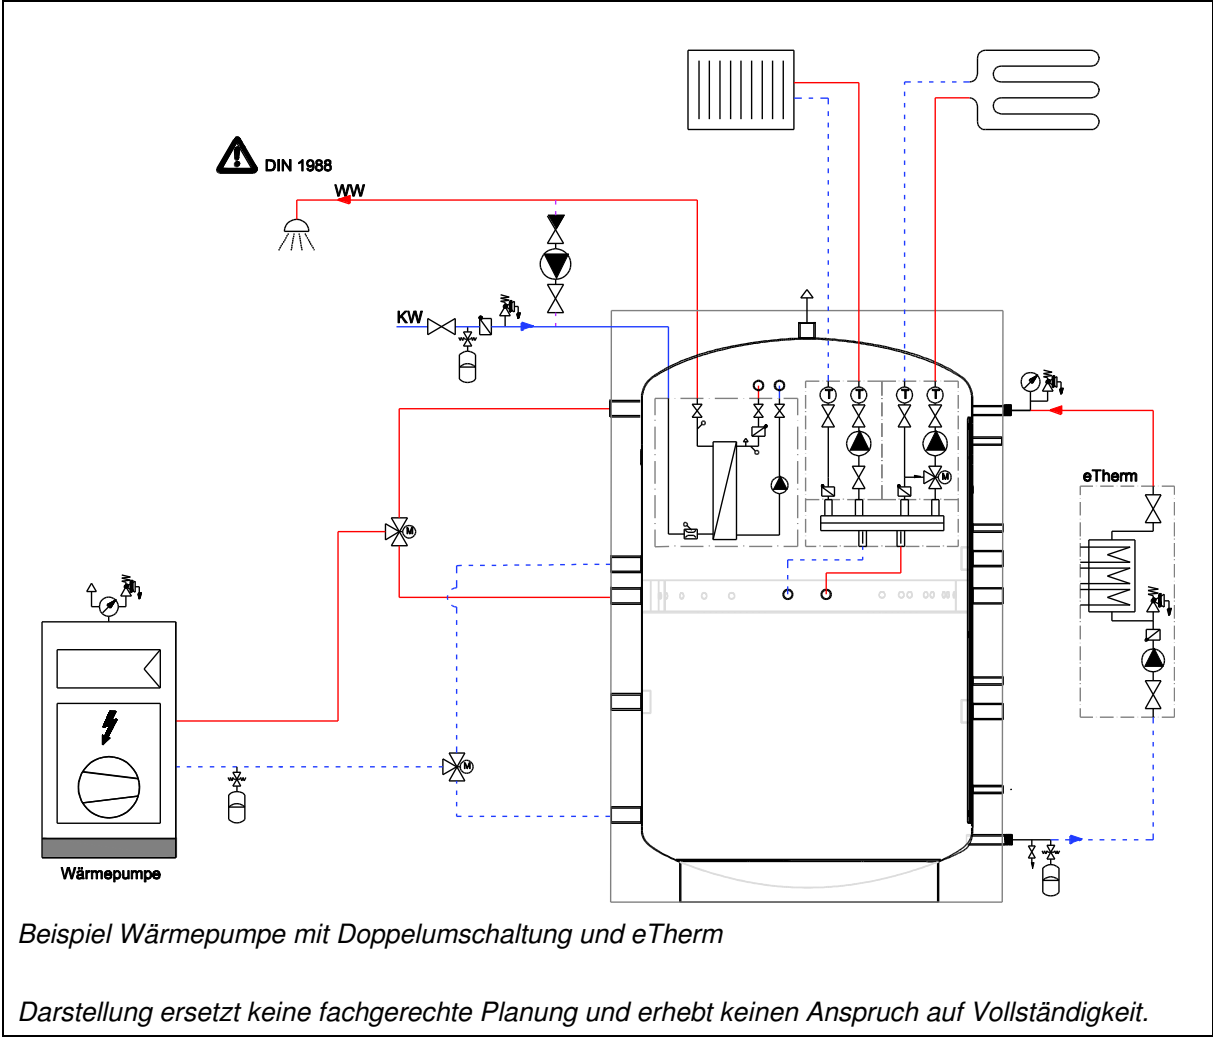 DIN 1988
WW
KW
T
T
T
T
M
eTherm
M
M
Wärmepumpe
Beispiel Wärmepumpe mit Doppelumschaltung und eTherm
Darstellung ersetzt keine fachgerechte Planung und erhebt keinen Anspruch auf Vollständigkeit.